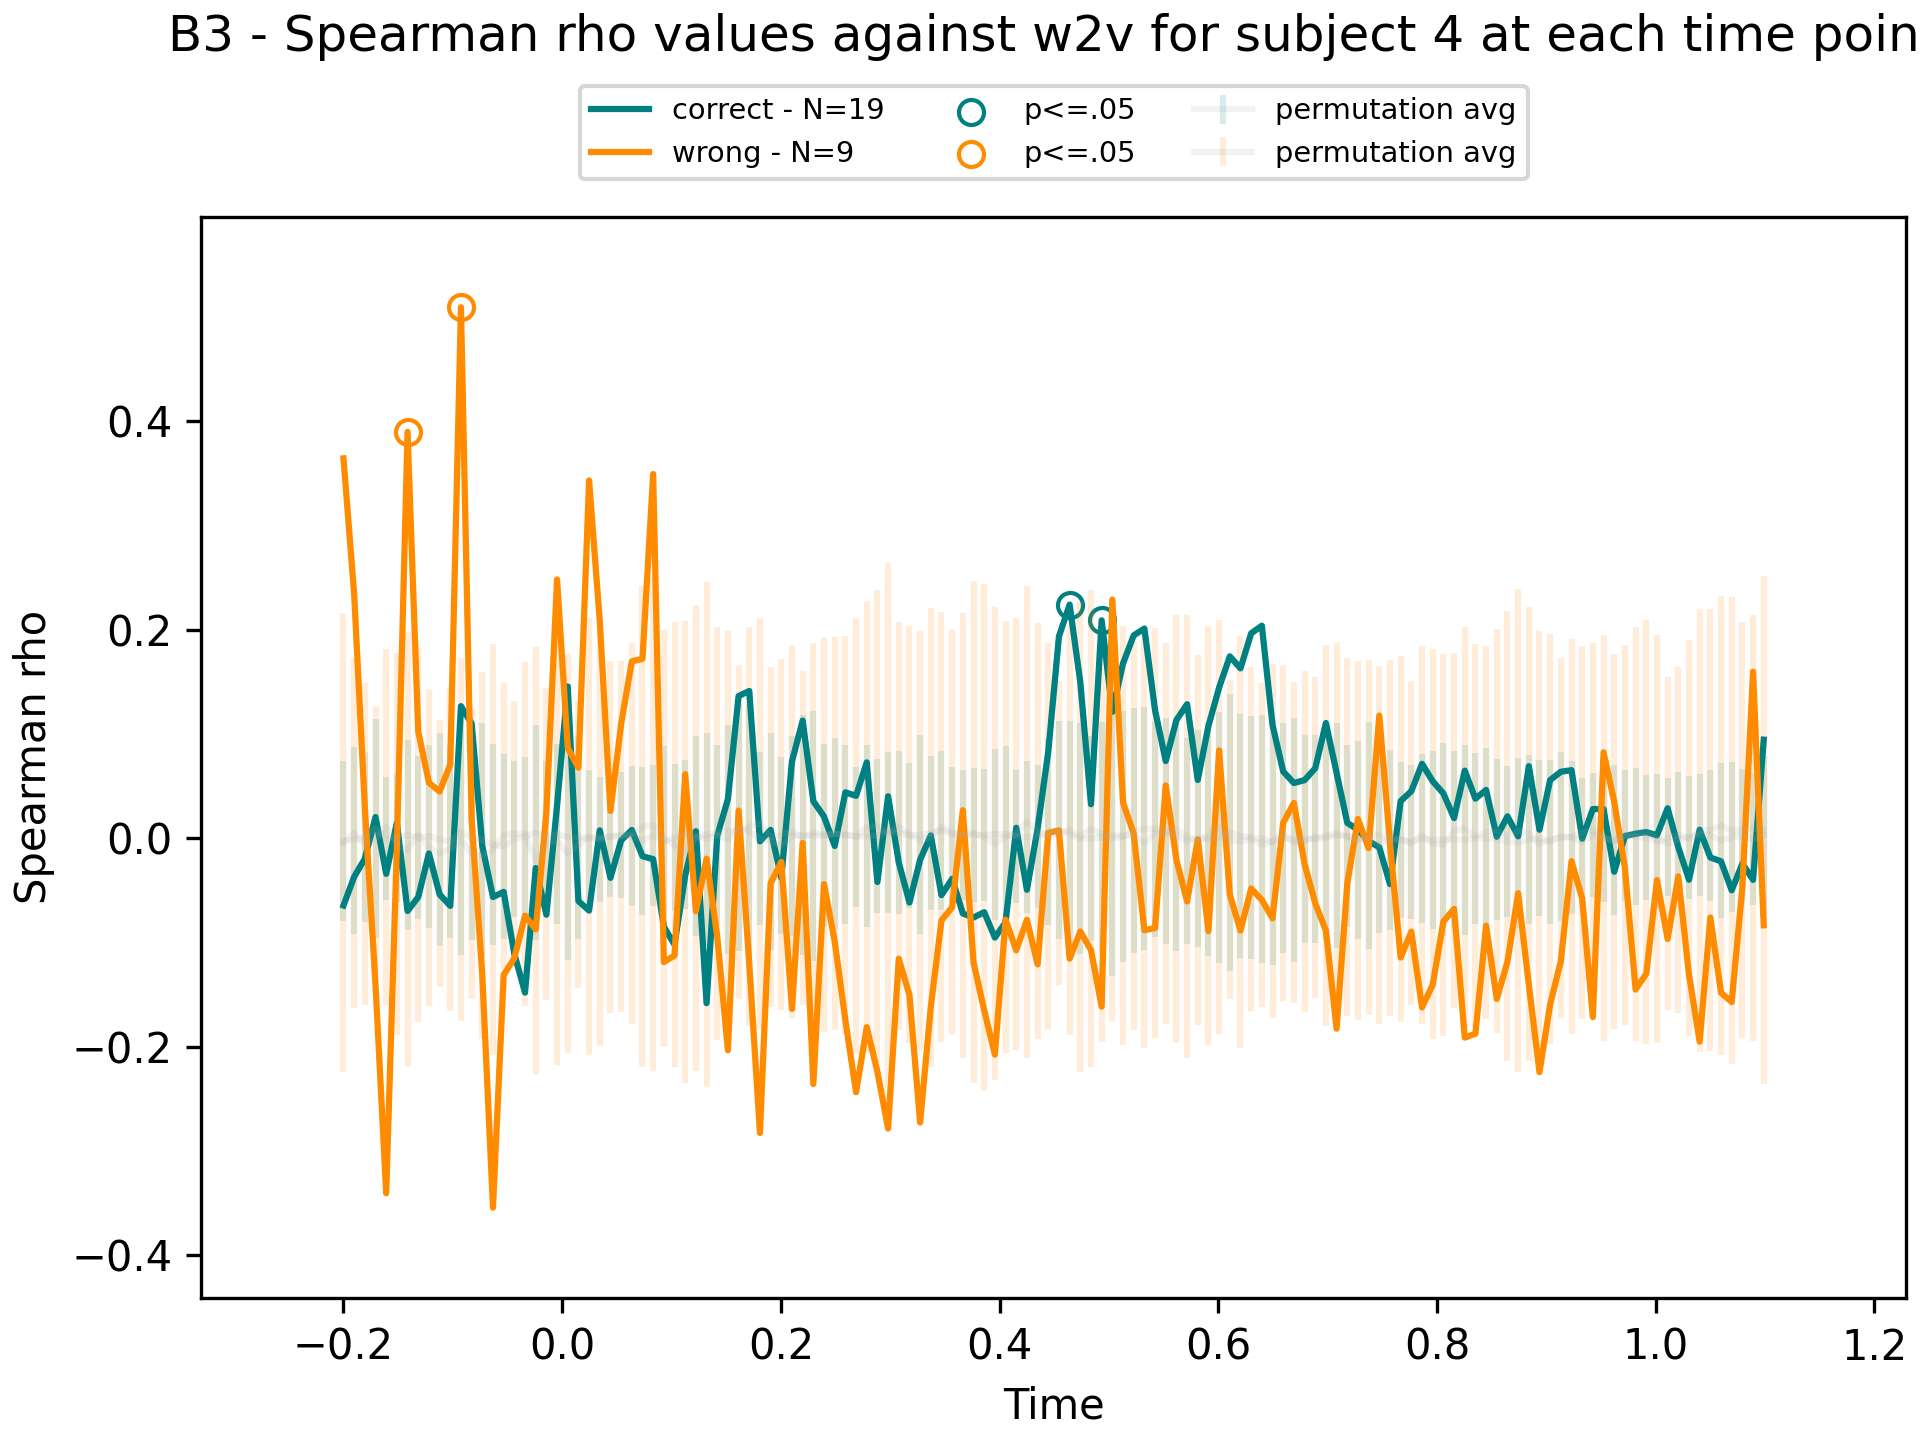 B3 - Spearman rho values against w2v for subject 4 at each time poin
correct - N=19 p<=.05 permutation avg
wrong - N=9 p<=.05 permutation avg
Spearman rho
0.4
0.2
0.0
−0.2
−0.4
−0.2 0.0 0.2 0.4 0.6 0.8 1.0 1.2
Time